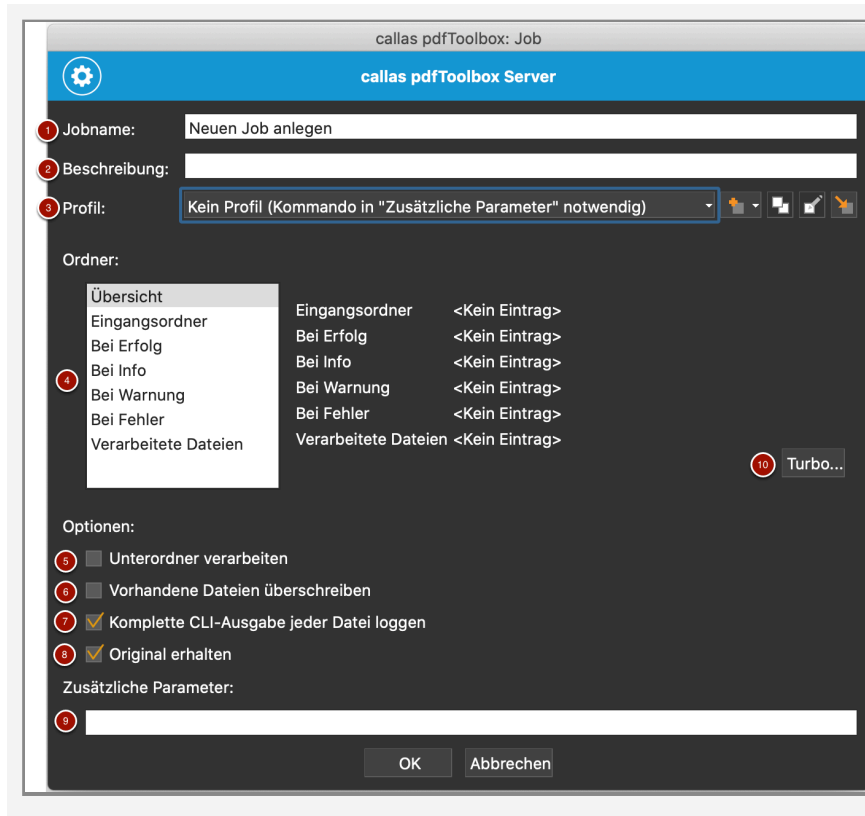 callas pdfToolbox: Job
callas pdfToolbox Server
1 Jobname: Neuen Job anlegen
2 Beschreibung:
3 Profil: Kein Profil (Kommando in "Zusätzliche Parameter" notwendig)
Ordner:
Übersicht
Eingangsordner
Bei Erfolg
Bei Info
4
Bei Warnung
Bei Fehler
Verarbeitete Dateien
Eingangsordner <Kein Eintrag>
Bei Erfolg <Kein Eintrag>
Bei Info <Kein Eintrag>
Bei Warnung <Kein Eintrag>
Bei Fehler <Kein Eintrag>
Verarbeitete Dateien <Kein Eintrag>
10 Turbo...
Optionen:
5 Unterordner verarbeiten
6 Vorhandene Dateien überschreiben
7 Komplette CLI-Ausgabe jeder Datei loggen
8 Original erhalten
Zusätzliche Parameter:
9
OK Abbrechen